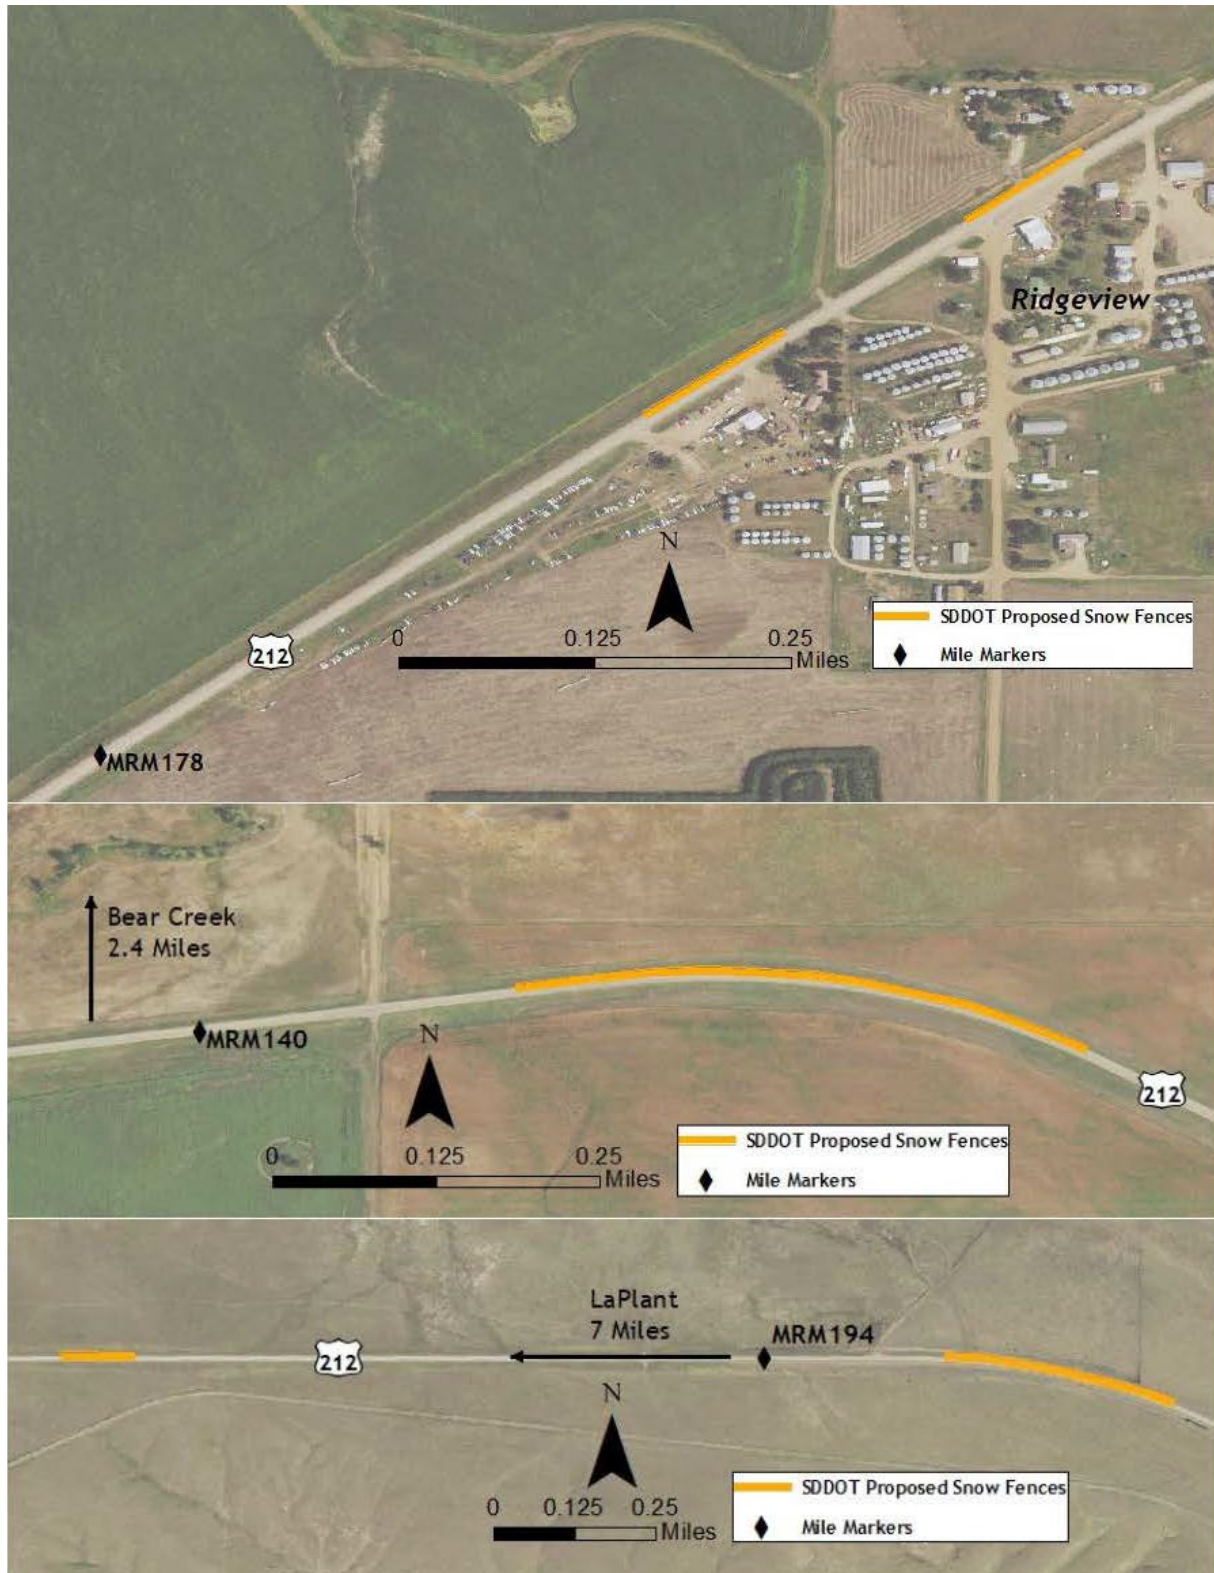 Ridgeview
N
SDDOT Proposed Snow Fences
0 0.125 0.25
Miles
Mile Markers
212
MRM178
Bear Creek
2.4 Miles
MRM140
N
212
SDDOT Proposed Snow Fences
0 0.125 0.25
Miles
Mile Markers
LaPlant
7 Miles
MRM194
212
N
SDDOT Proposed Snow Fences
0 0.125 0.25
Miles
Mile Markers